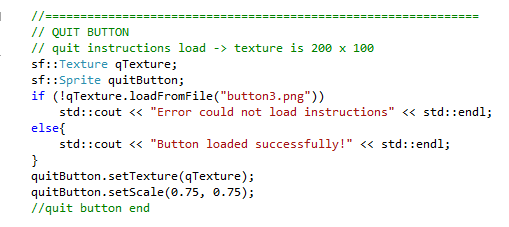 //==============================================================
// QUIT BUTTON
// quit instructions load -> texture is 200 x 100
sf::Texture qTexture;
sf::Sprite quitButton;
if (!qTexture.loadFromFile("button3.png"))
    std::cout << "Error could not load instructions" << std::endl;
else{
    std::cout << "Button loaded successfully!" << std::endl;
}
quitButton.setTexture(qTexture);
quitButton.setScale(0.75, 0.75);
//quit button end